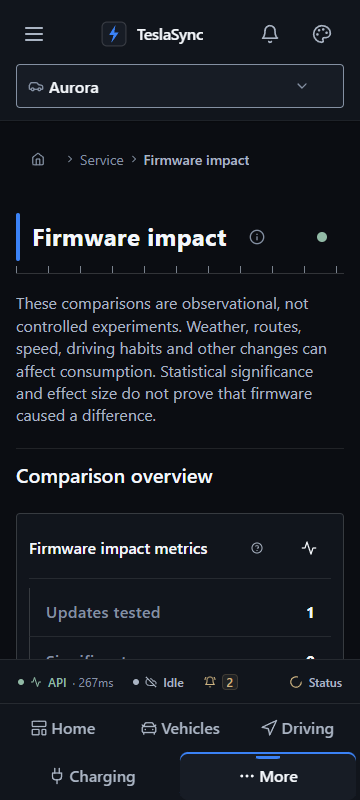 TeslaSync
Aurora
Service > Firmware impact
Firmware impact
These comparisons are observational, not
controlled experiments. Weather, routes,
speed, driving habits and other changes can
affect consumption. Statistical significance
and effect size do not prove that firmware
caused a difference.
Comparison overview
Firmware impact metrics
Updates tested 1
API · 267ms Idle 2 Status
Home Vehicles Driving
Charging More